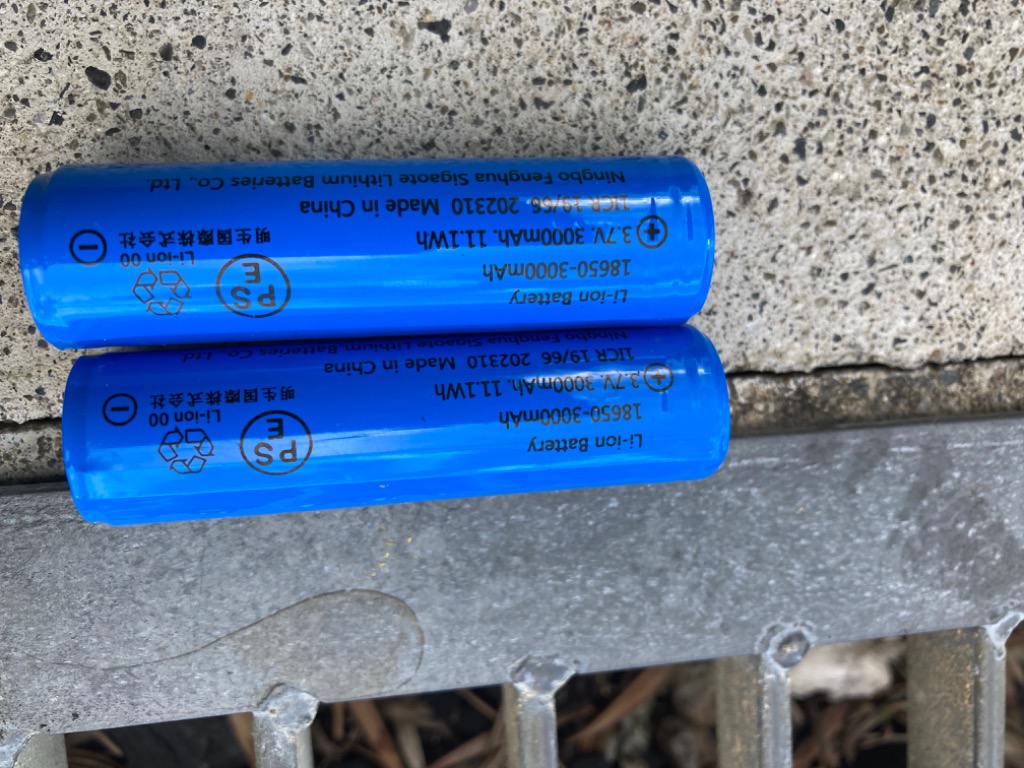 Li-ion Battery
18650-3000mAh
3.7V. 3000mAh. 11.1Wh
1ICR 19/66 202310 Made in China
Ningbo Fenghua Sigaote Lithium Batteries Co., Ltd.
PS
E
Li-ion 00
明生国際株式会社
Li-ion Battery
18650-3000mAh
3.7V. 3000mAh. 11.1Wh
1ICR 19/66 202310 Made in China
Ningbo Fenghua Sigaote Lithium Batteries Co., Ltd.
PS
E
Li-ion 00
明生国際株式会社